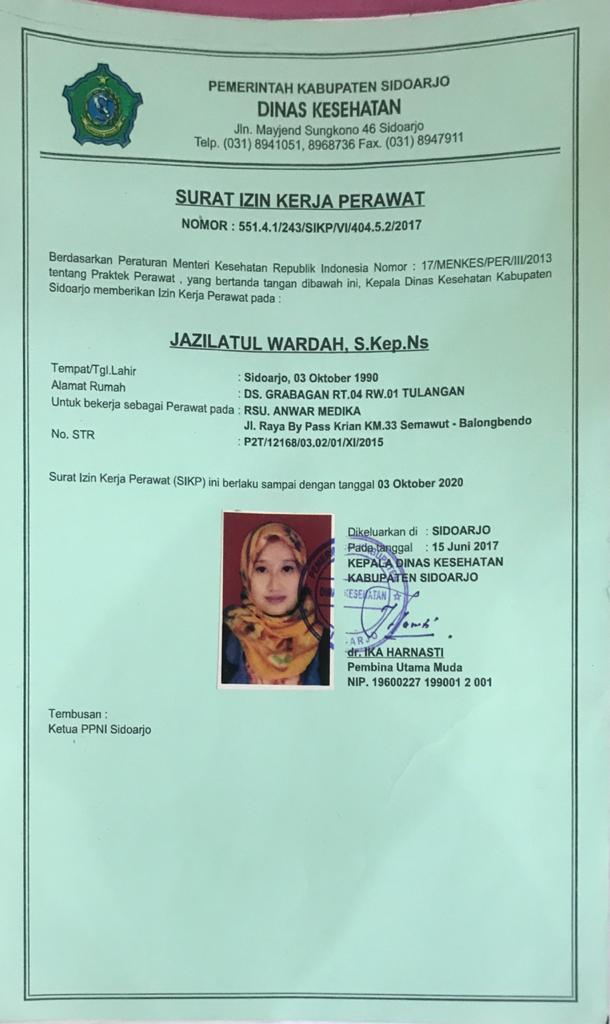 PEMERINTAH KABUPATEN SIDOARJO
DINAS KESEHATAN
Jln. Mayjend Sungkono 46 Sidoarjo
Telp. (031) 8941051, 8968736 Fax. (031) 8947911
SURAT IZIN KERJA PERAWAT
NOMOR : 551.4.1/243/SIKP/VI/404.5.2/2017
Berdasarkan Peraturan Menteri Kesehatan Republik Indonesia Nomor : 17/MENKES/PER/III/2013
tentang Praktek Perawat , yang bertanda tangan dibawah ini, Kepala Dinas Kesehatan Kabupaten
Sidoarjo memberikan Izin Kerja Perawat pada :
JAZILATUL WARDAH, S.Kep.Ns
Tempat/Tgl.Lahir : Sidoarjo, 03 Oktober 1990
Alamat Rumah : DS. GRABAGAN RT.04 RW.01 TULANGAN
Untuk bekerja sebagai Perawat pada : RSU. ANWAR MEDIKA
Jl. Raya By Pass Krian KM.33 Semawut - Balongbendo
No. STR : P2T/12168/03.02/01/XI/2015
Surat Izin Kerja Perawat (SIKP) ini berlaku sampai dengan tanggal 03 Oktober 2020
Dikeluarkan di : SIDOARJO
Pada tanggal : 15 Juni 2017
KEPALA DINAS KESEHATAN
KABUPATEN SIDOARJO
KESEHATAN
dr. IKA HARNASTI
Pembina Utama Muda
NIP. 19600227 199001 2 001
Tembusan :
Ketua PPNI Sidoarjo